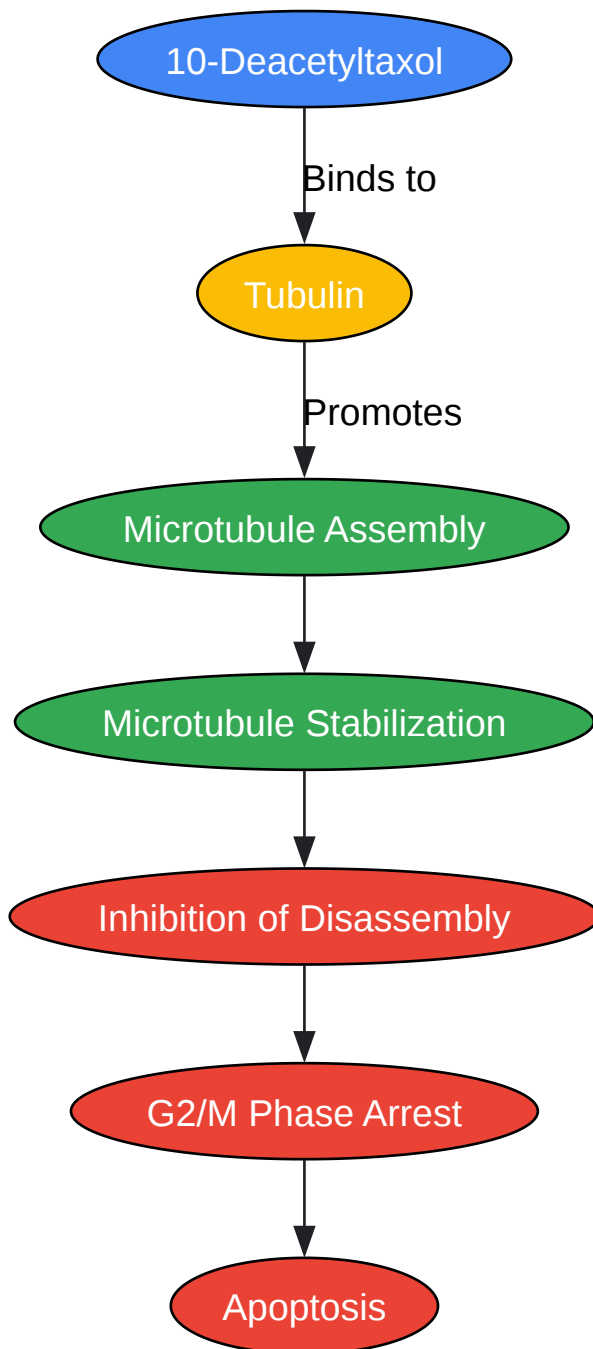 10-Deacetyltaxol
Binds to
Tubulin
Promotes
Microtubule Assembly
Microtubule Stabilization
Inhibition of Disassembly
G2/M Phase Arrest
Apoptosis